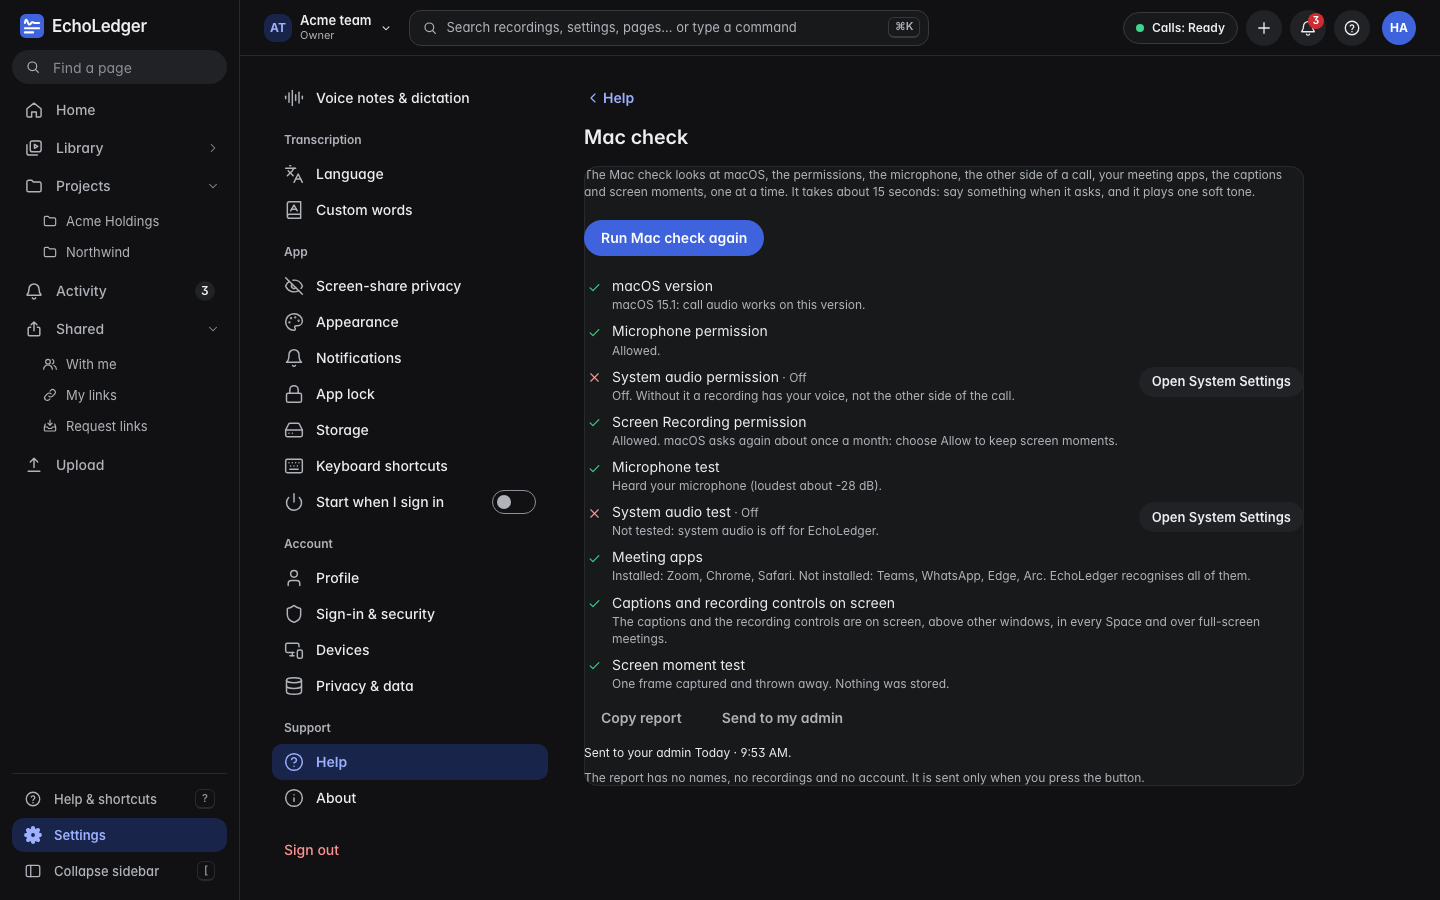 EchoLedger
Find a page
Home
Library
Projects
Acme Holdings
Northwind
Activity
3
Shared
With me
My links
Request links
Upload
Help & shortcuts
?
Settings
Collapse sidebar
[
AT
Acme team
Owner
Search recordings, settings, pages... or type a command
⌘K
Calls: Ready
3
HA
Voice notes & dictation
Transcription
Language
Custom words
App
Screen-share privacy
Appearance
Notifications
App lock
Storage
Keyboard shortcuts
Start when I sign in
Account
Profile
Sign-in & security
Devices
Privacy & data
Support
Help
About
Sign out
Help
Mac check
The Mac check looks at macOS, the permissions, the microphone, the other side of a call, your meeting apps, the captions
and screen moments, one at a time. It takes about 15 seconds: say something when it asks, and it plays one soft tone.
Run Mac check again
macOS version
macOS 15.1: call audio works on this version.
Microphone permission
Allowed.
System audio permission · Off
Off. Without it a recording has your voice, not the other side of the call.
Open System Settings
Screen Recording permission
Allowed. macOS asks again about once a month: choose Allow to keep screen moments.
Microphone test
Heard your microphone (loudest about -28 dB).
System audio test · Off
Not tested: system audio is off for EchoLedger.
Open System Settings
Meeting apps
Installed: Zoom, Chrome, Safari. Not installed: Teams, WhatsApp, Edge, Arc. EchoLedger recognises all of them.
Captions and recording controls on screen
The captions and the recording controls are on screen, above other windows, in every Space and over full-screen
meetings.
Screen moment test
One frame captured and thrown away. Nothing was stored.
Copy report
Send to my admin
Sent to your admin Today · 9:53 AM.
The report has no names, no recordings and no account. It is sent only when you press the button.